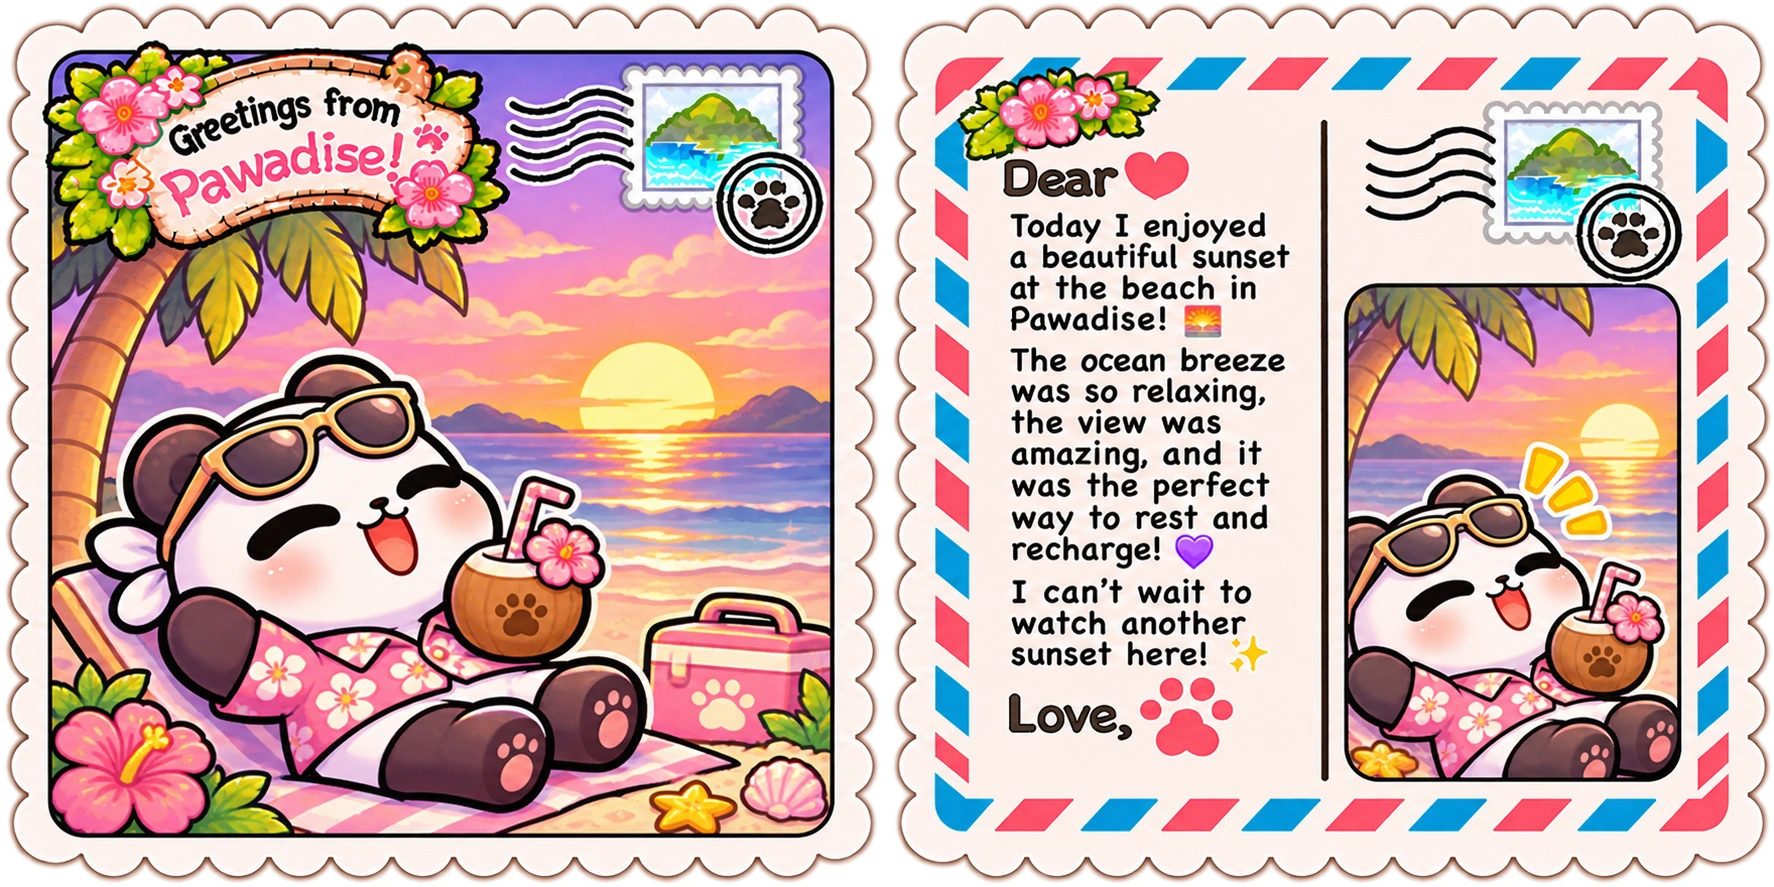 Greetings from
Pawadise!
Dear
Today I enjoyed
a beautiful sunset
at the beach in
Pawadise! 🌅
The ocean breeze
was so relaxing,
the view was
amazing, and it
was the perfect
way to rest and
recharge! 💜
I can't wait to
watch another
sunset here! ✨
Love,